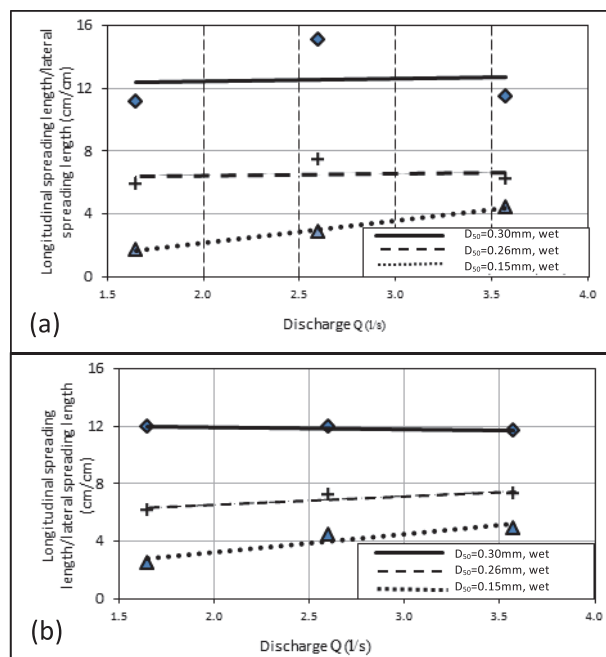 Longitudinal spreading length/lateral
spreading length (cm/cm)
16
12
8
4
0
D50=0.30mm, wet
D50=0.26mm, wet
D50=0.15mm, wet
1.5 2.0 2.5 3.0 3.5 4.0
(a)
Discharge Q (l/s)
Longitudinal spreading
length/lateral spreading length
(cm/cm)
16
12
8
4
0
D50=0.30mm, wet
D50=0.26mm, wet
D50=0.15mm, wet
1.5 2.0 2.5 3.0 3.5 4.0
(b)
Discharge Q (l/s)